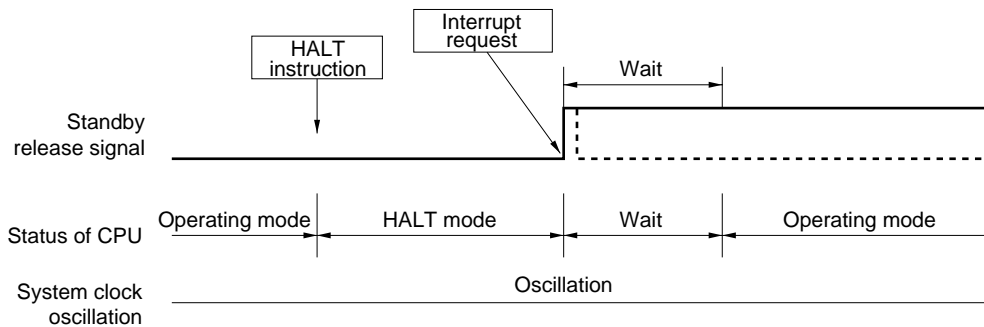 Interrupt
request
HALT
instruction
Wait
Standby
release signal
Operating mode
HALT mode
Wait
Operating mode
Status of CPU
Oscillation
System clock
oscillation